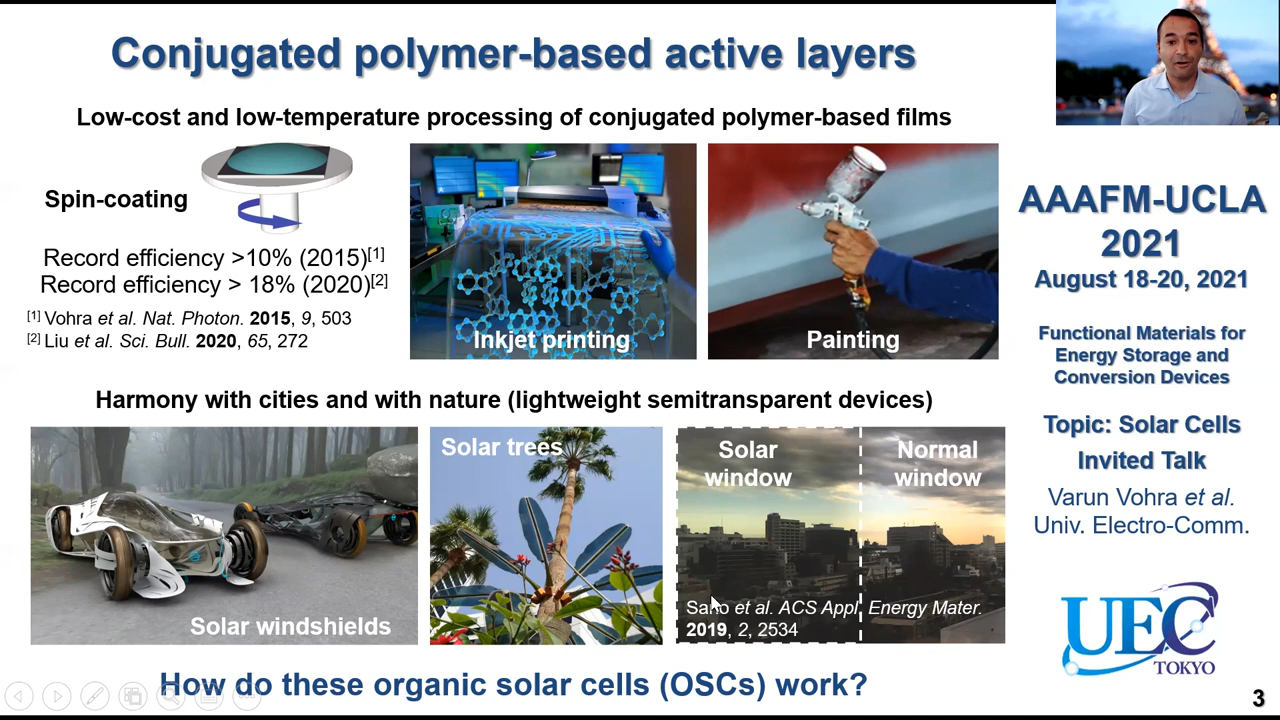 Conjugated polymer-based active layers
Low-cost and low-temperature processing of conjugated polymer-based films
Spin-coating
Record efficiency >10% (2015)[1]
Record efficiency > 18% (2020)[2]
[1] Vohra et al. Nat. Photon. 2015, 9, 503
[2] Liu et al. Sci. Bull. 2020, 65, 272
Inkjet printing
Painting
Harmony with cities and with nature (lightweight semitransparent devices)
Solar windshields
Solar trees
Solar
window
Normal
window
et al. ACS Appl. Energy Mater.
2019, 2, 2534
How do these organic solar cells (OSCs) work?
AAAFM-UCLA
2021
August 18-20, 2021
Functional Materials for
Energy Storage and
Conversion Devices
Topic: Solar Cells
Invited Talk
Varun Vohra et al.
Univ. Electro-Comm.
UEC
TOKYO
3